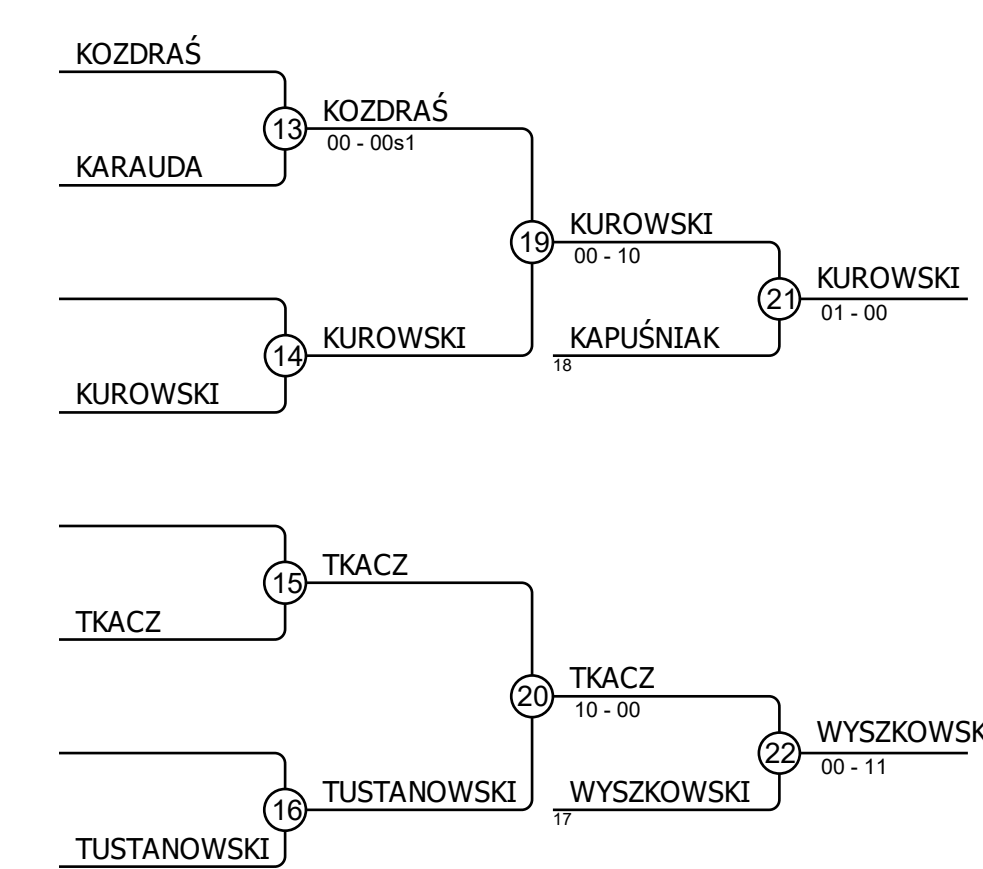 KOZDRAŚ
13
KOZDRAŚ
00 - 00s1
KARAUDA
19
KUROWSKI
00 - 10
21
KUROWSKI
01 - 00
14
KUROWSKI
KAPUŚNIAK
18
KUROWSKI
15
TKACZ
TKACZ
20
TKACZ
10 - 00
22
WYSZKOWSK
00 - 11
16
TUSTANOWSKI
WYSZKOWSKI
17
TUSTANOWSKI